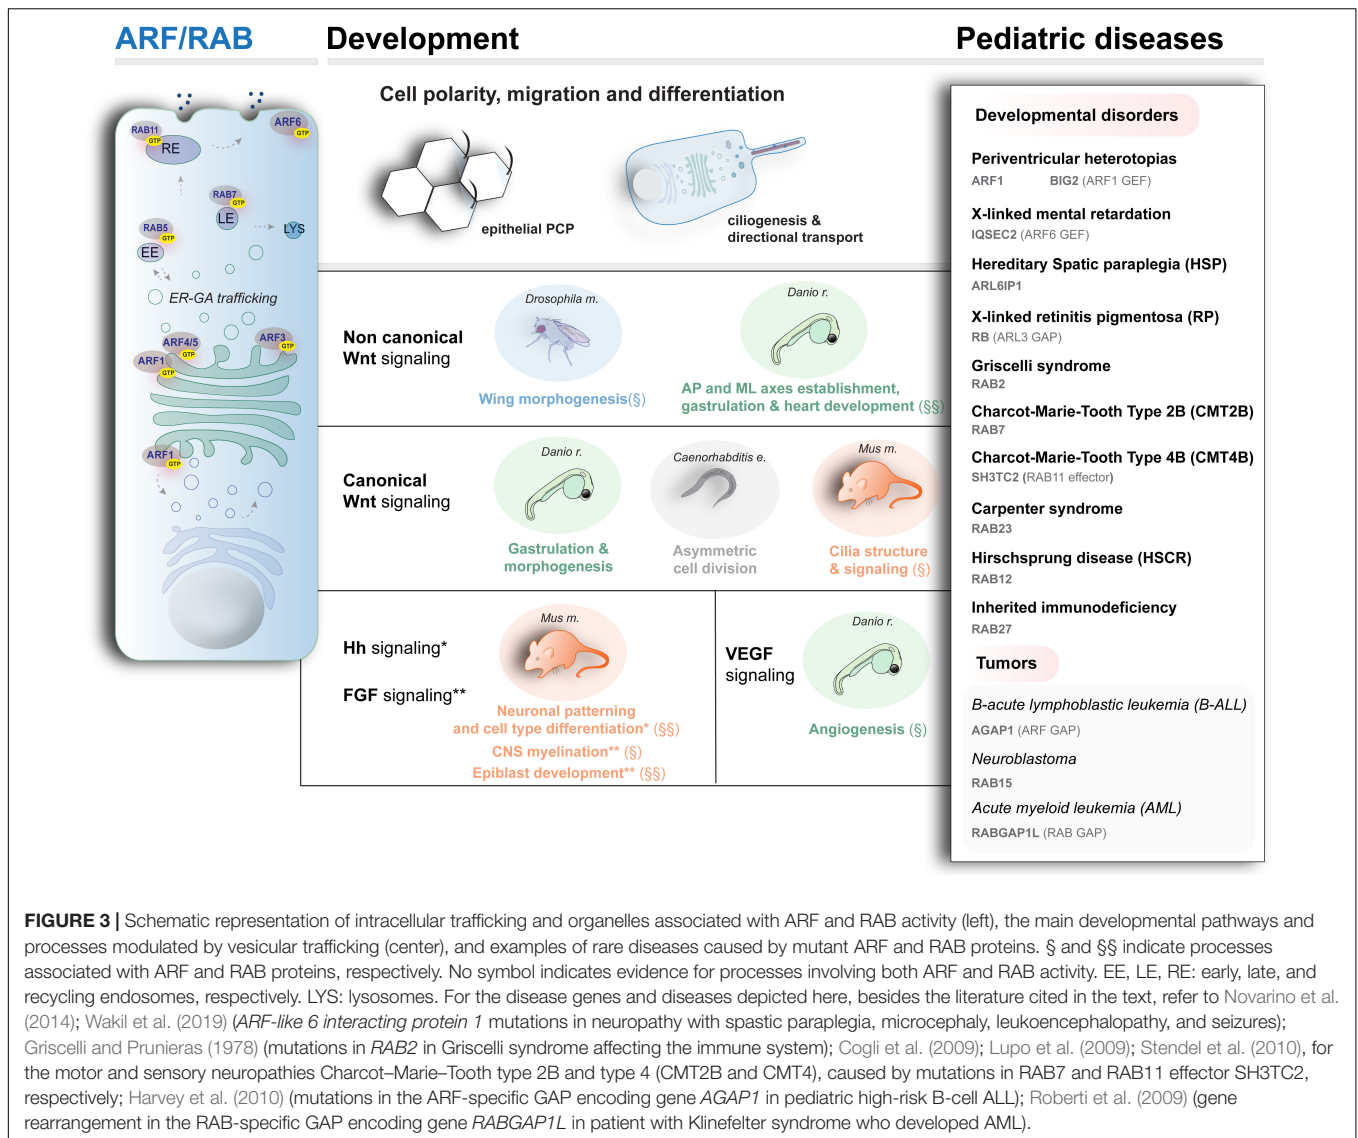 ARF/RAB
Development
Pediatric diseases
Cell polarity, migration and differentiation
epithelial PCP
ciliogenesis &
directional transport
RAB11
GTP
RE
ARF6
GTP
RAB7
GTP
LE
RAB5
GTP
EE
LYS
ER-GA trafficking
ARF4/5
GTP
ARF3
GTP
ARF1
GTP
ARF1
GTP
Non canonical
Wnt signaling
Drosophila m.
Wing morphogenesis(§)
Danio r.
AP and ML axes establishment,
gastrulation & heart development (§§)
Canonical
Wnt signaling
Danio r.
Gastrulation &
morphogenesis
Caenorhabditis e.
Asymmetric
cell division
Mus m.
Cilia structure
& signaling (§)
Hh signaling*
FGF signaling**
Mus m.
Neuronal patterning
and cell type differentiation* (§§)
CNS myelination** (§)
Epiblast development** (§§)
VEGF
signaling
Danio r.
Angiogenesis (§)
Developmental disorders
Periventricular heterotopias
ARF1 BIG2 (ARF1 GEF)
X-linked mental retardation
IQSEC2 (ARF6 GEF)
Hereditary Spatic paraplegia (HSP)
ARL6IP1
X-linked retinitis pigmentosa (RP)
RB (ARL3 GAP)
Griscelli syndrome
RAB2
Charcot-Marie-Tooth Type 2B (CMT2B)
RAB7
Charcot-Marie-Tooth Type 4B (CMT4B)
SH3TC2 (RAB11 effector)
Carpenter syndrome
RAB23
Hirschsprung disease (HSCR)
RAB12
Inherited immunodeficiency
RAB27
Tumors
B-acute lymphoblastic leukemia (B-ALL)
AGAP1 (ARF GAP)
Neuroblastoma
RAB15
Acute myeloid leukemia (AML)
RABGAP1L (RAB GAP)
FIGURE 3 | Schematic representation of intracellular trafficking and organelles associated with ARF and RAB activity (left), the main developmental pathways and
processes modulated by vesicular trafficking (center), and examples of rare diseases caused by mutant ARF and RAB proteins. § and §§ indicate processes
associated with ARF and RAB proteins, respectively. No symbol indicates evidence for processes involving both ARF and RAB activity. EE, LE, RE: early, late, and
recycling endosomes, respectively. LYS: lysosomes. For the disease genes and diseases depicted here, besides the literature cited in the text, refer to Novarino et al.
(2014); Wakil et al. (2019) (ARF-like 6 interacting protein 1 mutations in neuropathy with spastic paraplegia, microcephaly, leukoencephalopathy, and seizures);
Griscelli and Prunieras (1978) (mutations in RAB2 in Griscelli syndrome affecting the immune system); Cogli et al. (2009); Lupo et al. (2009); Stendel et al. (2010), for
the motor and sensory neuropathies Charcot–Marie–Tooth type 2B and type 4 (CMT2B and CMT4), caused by mutations in RAB7 and RAB11 effector SH3TC2,
respectively; Harvey et al. (2010) (mutations in the ARF-specific GAP encoding gene AGAP1 in pediatric high-risk B-cell ALL); Roberti et al. (2009) (gene
rearrangement in the RAB-specific GAP encoding gene RABGAP1L in patient with Klinefelter syndrome who developed AML).